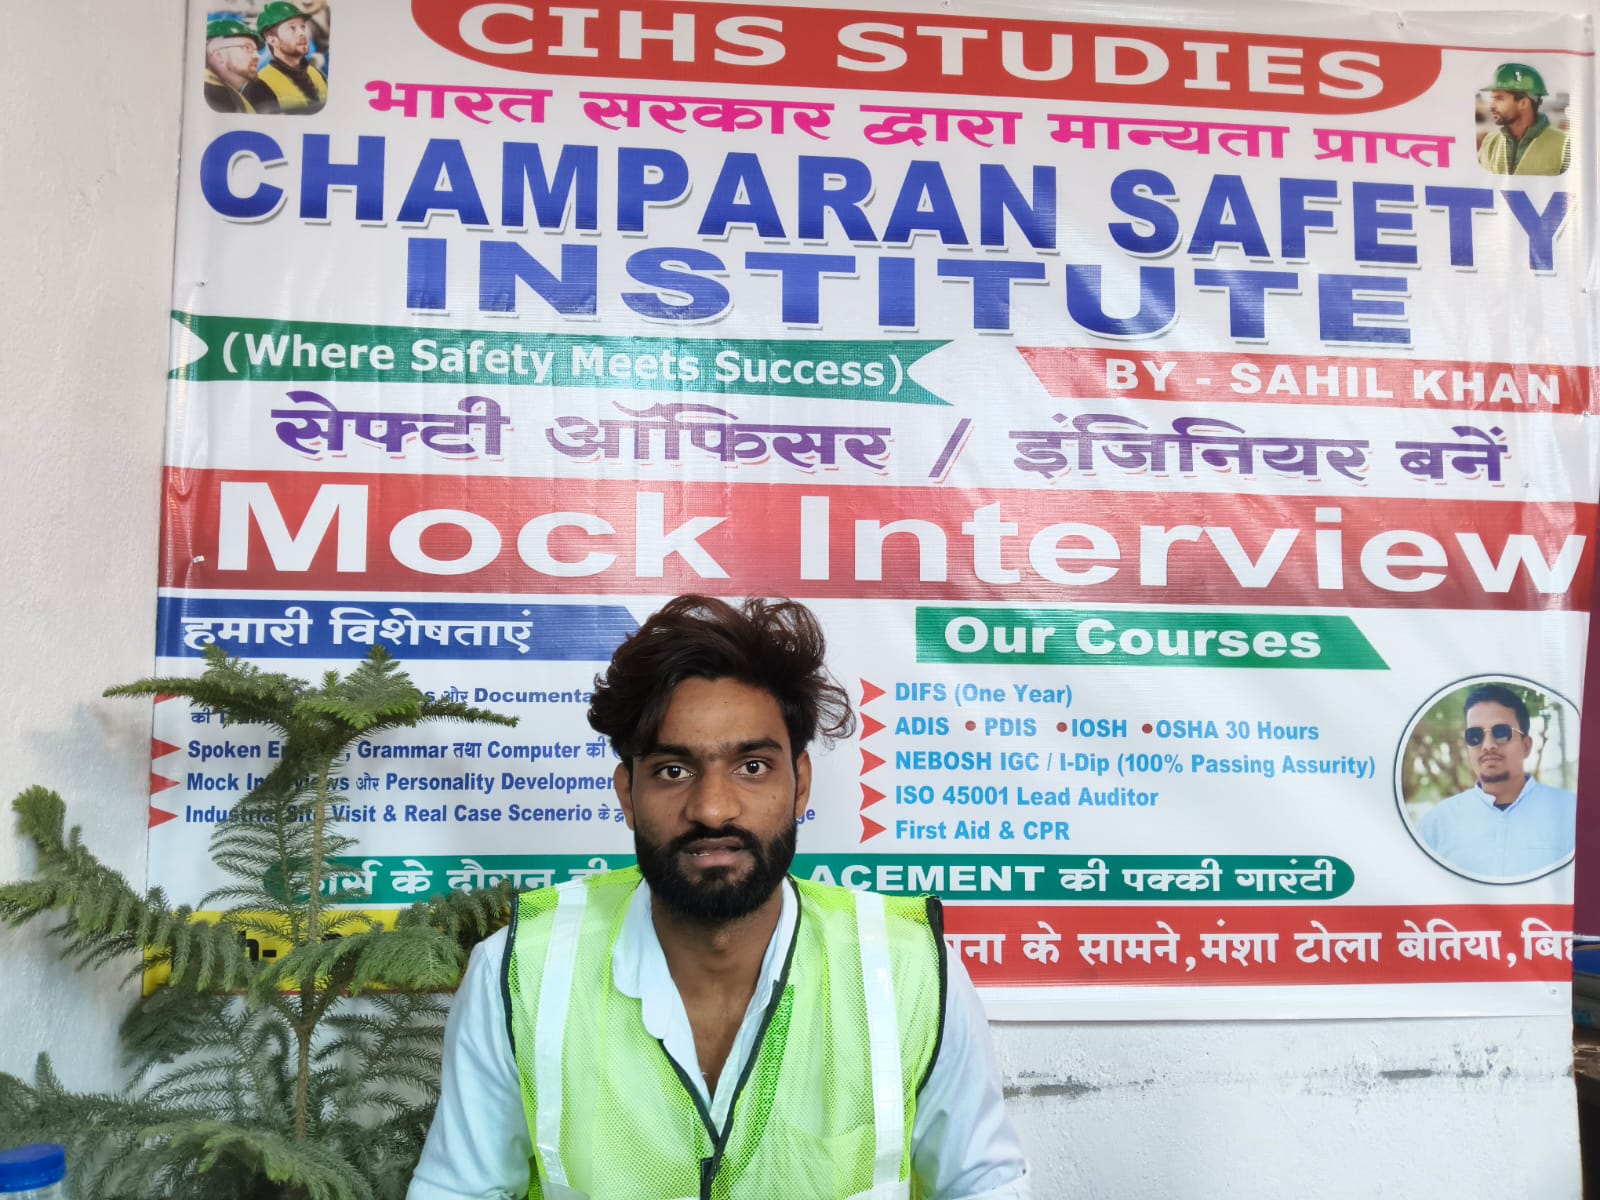 CIHS STUDIES
भारत सरकार द्वारा मान्यता प्राप्त
CHAMPARAN SAFETY
INSTITUTE
(Where Safety Meets Success)
BY - SAHIL KHAN
सेफ्टी ऑफिसर / इंजिनियर बनें
Mock Interview
हमारी विशेषताएं
और
की
Spoken Grammar तथा Computer की
Mock और Personality
Visit & Real Case Scenerio के
Our Courses
DIFS (One Year)
ADIS • PDIS • IOSH • OSHA 30 Hours
NEBOSH IGC / I-Dip (100% Passing Assurity)
ISO 45001 Lead Auditor
First Aid & CPR
के दौरान की पक्की गारंटी
के सामने,मंशा टोला बेतिया,